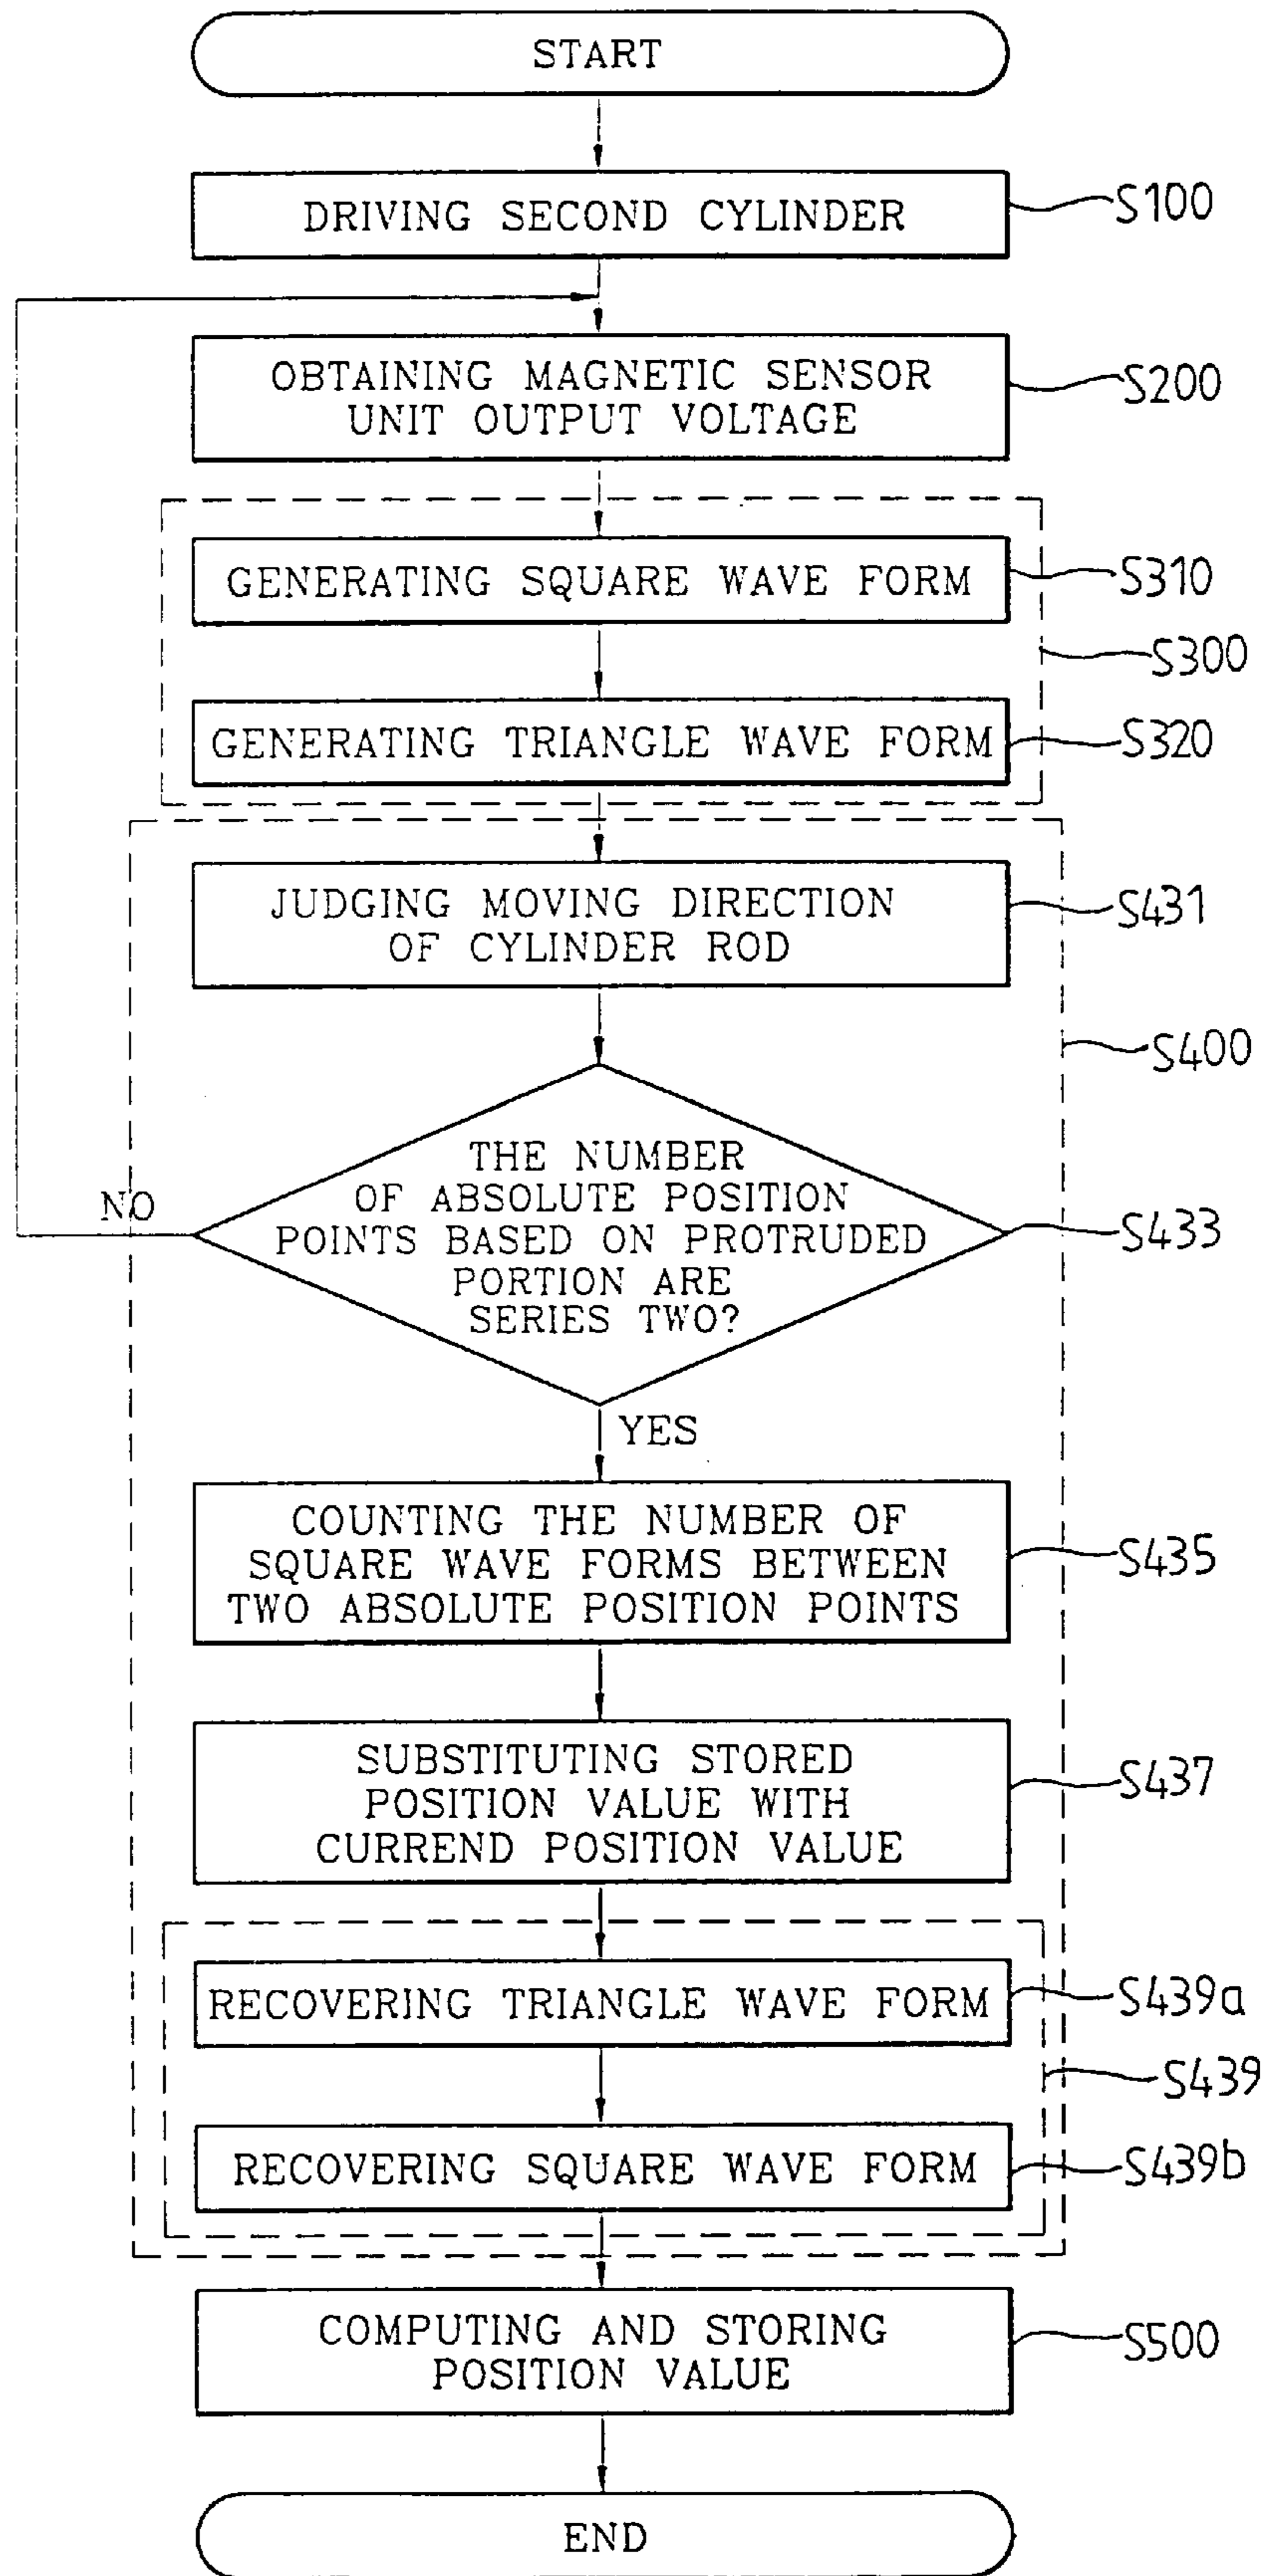 START
DRIVING SECOND CYLINDER
S100
OBTAINING MAGNETIC SENSOR
UNIT OUTPUT VOLTAGE
S200
GENERATING SQUARE WAVE FORM
S310
S300
GENERATING TRIANGLE WAVE FORM
S320
JUDGING MOVING DIRECTION
OF CYLINDER ROD
S431
S400
THE NUMBER
OF ABSOLUTE POSITION
POINTS BASED ON PROTRUDED
PORTION ARE
SERIES TWO?
S433
NO
YES
COUNTING THE NUMBER OF
SQUARE WAVE FORMS BETWEEN
TWO ABSOLUTE POSITION POINTS
S435
SUBSTITUTING STORED
POSITION VALUE WITH
CURREND POSITION VALUE
S437
RECOVERING TRIANGLE WAVE FORM
S439a
S439
RECOVERING SQUARE WAVE FORM
S439b
COMPUTING AND STORING
POSITION VALUE
S500
END